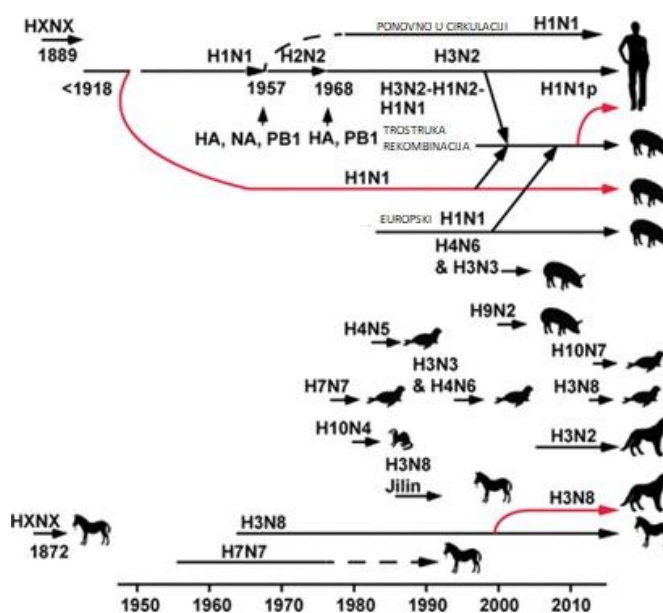 HXNX
1889
PONOVNO U CIRKULACIJI
H1N1
H1N1
H2N2
H3N2
<1918
1957
1968
H3N2-H1N2-
H1N1
H1N1p
HA, NA, PB1
HA, PB1
TROSTRUKA
REKOMBINACIJA
H1N1
EUROPSKI
H1N1
H4N6
& H3N3
H9N2
H4N5
H10N7
H3N3
& H4N6
H7N7
H3N8
H10N4
H3N2
H3N8
Jilin
H3N8
HXNX
1872
H3N8
H7N7
1950
1960
1970
1980
1990
2000
2010